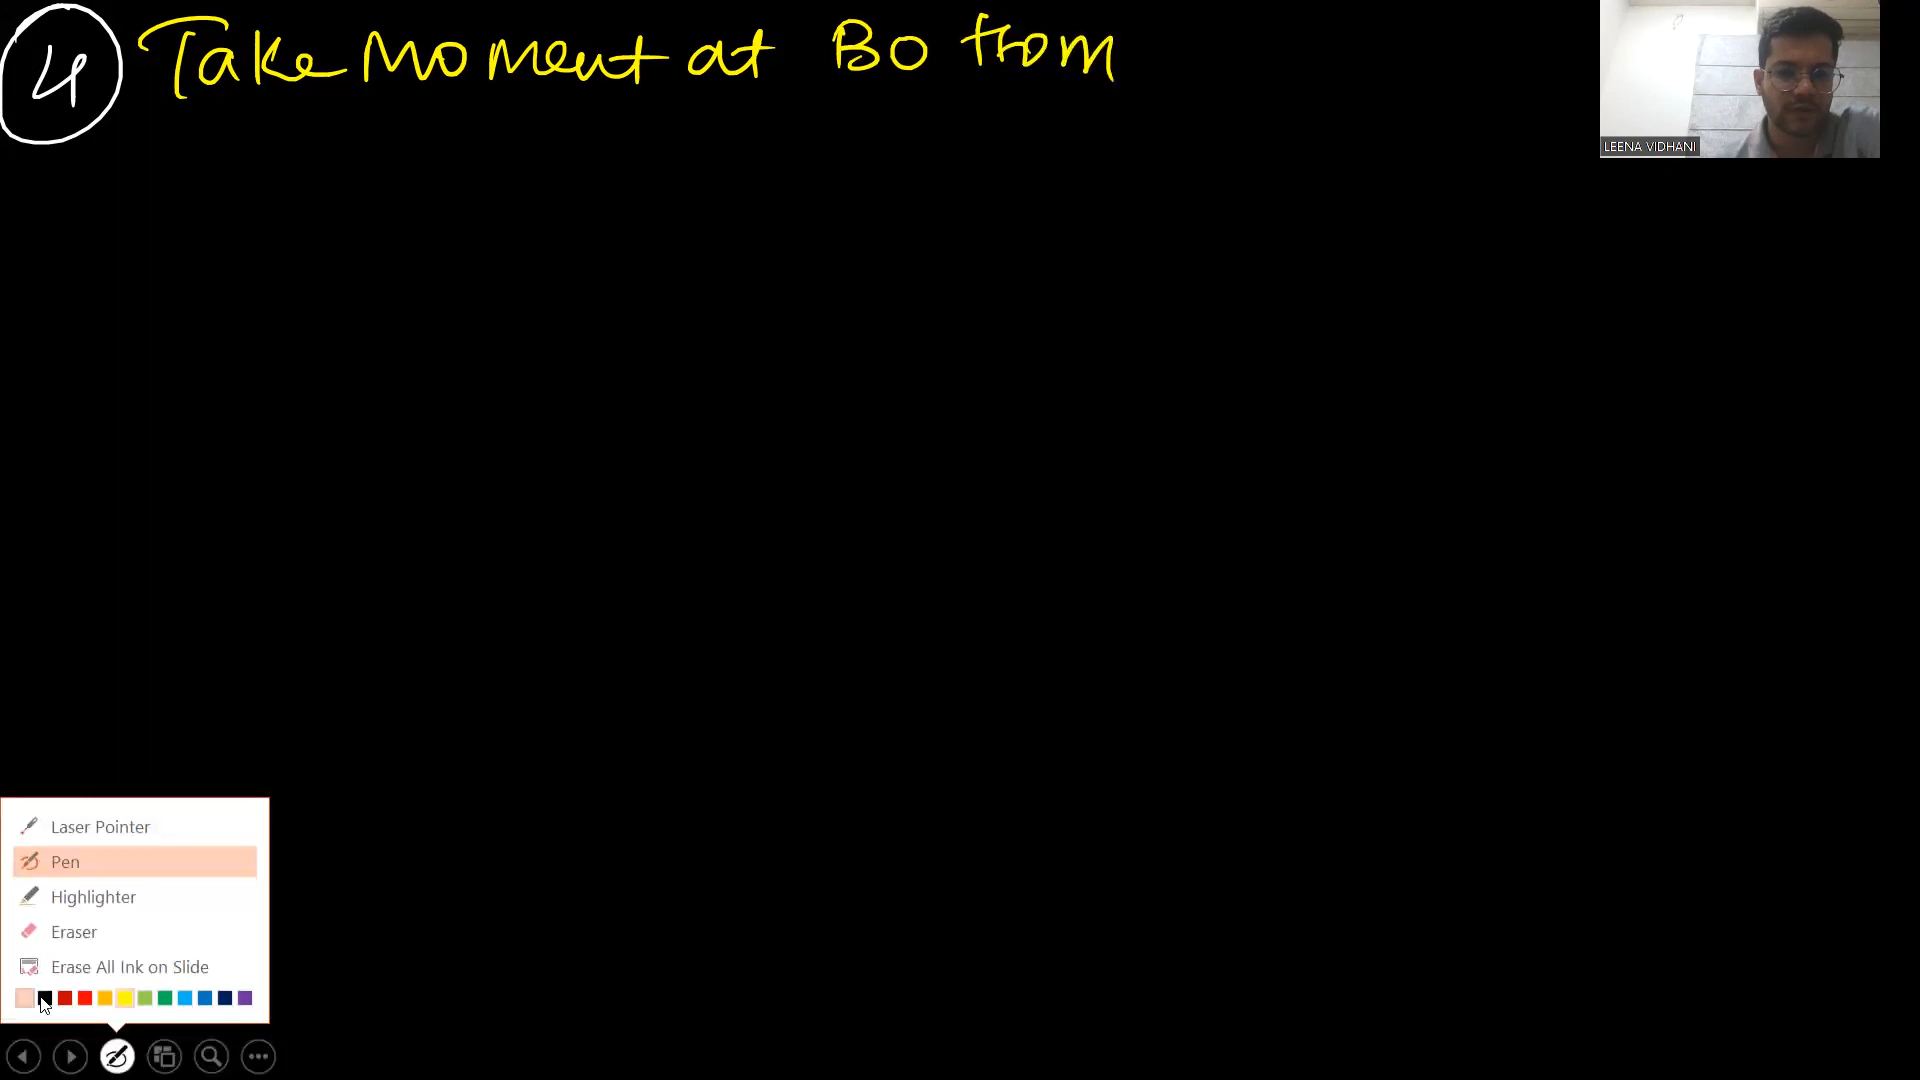 4 Take Moment at Bo from
LEENA VIDHANI
Laser Pointer
Pen
Highlighter
Eraser
Erase All Ink on Slide